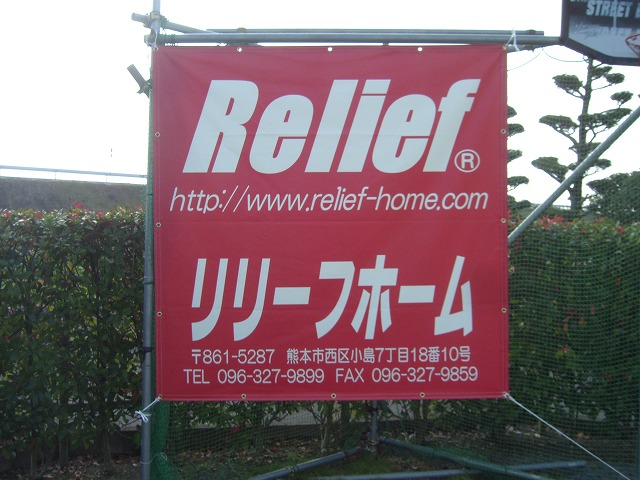 Relief®
http://www.relief-home.com
リリーフホーム
〒861-5287 熊本市西区小島7丁目18番10号
TEL 096-327-9899 FAX 096-327-9859
STREET